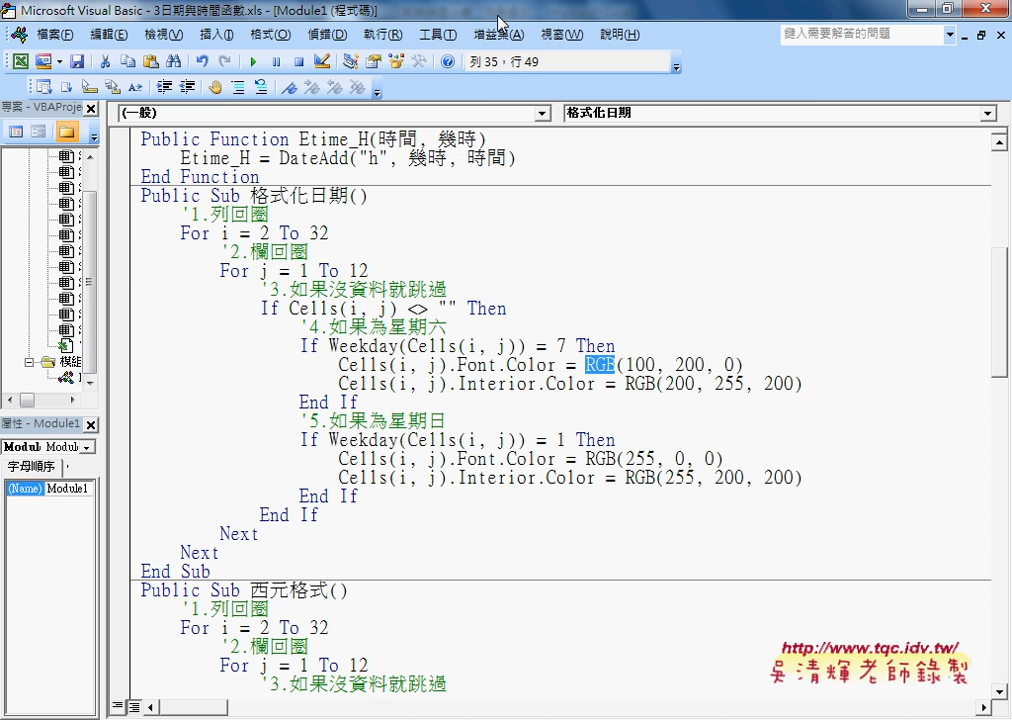 Microsoft Visual Basic - 3日期與時間函數.xls - [Module1 (程式碼)]
檔案(F) 編輯(E) 檢視(V) 插入(I) 格式(O) 偵錯(D) 執行(R) 工具(T) 增益集(A) 視窗(W) 說明(H)
鍵入需要解答的問題
列 35，行 49
專案 - VBAProje
(一般)
格式化日期
Public Function Etime_H(時間, 幾時)
Etime_H = DateAdd("h", 幾時, 時間)
End Function
Public Sub 格式化日期()
'1.列回圈
For i = 2 To 32
'2.欄回圈
For j = 1 To 12
'3.如果沒資料就跳過
If Cells(i, j) <> "" Then
'4.如果為星期六
If Weekday(Cells(i, j)) = 7 Then
Cells(i, j).Font.Color = RGB(100, 200, 0)
Cells(i, j).Interior.Color = RGB(200, 255, 200)
End If
'5.如果為星期日
If Weekday(Cells(i, j)) = 1 Then
Cells(i, j).Font.Color = RGB(255, 0, 0)
Cells(i, j).Interior.Color = RGB(255, 200, 200)
End If
End If
Next
Next
End Sub
Public Sub 西元格式()
'1.列回圈
For i = 2 To 32
'2.欄回圈
For j = 1 To 12
'3.如果沒資料就跳過
模組
屬性 - Module1
Modul Modul
字母順序
(Name) Module1
http://www.tqc.idv.tw/
吳清輝老師錄製